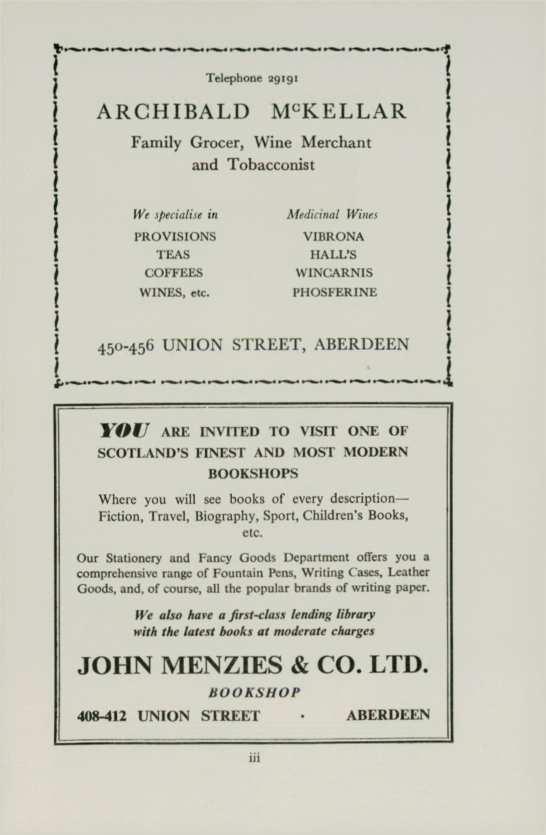 Telephone 29191
ARCHIBALD McKELLAR
Family Grocer, Wine Merchant
and Tobacconist
We specialise in
PROVISIONS
TEAS
COFFEES
WINES, etc.
Medicinal Wines
VIBRONA
HALL'S
WINCARNIS
PHOSFERINE
450-456 UNION STREET, ABERDEEN
YOU ARE INVITED TO VISIT ONE OF
SCOTLAND'S FINEST AND MOST MODERN
BOOKSHOPS
Where you will see books of every description—
Fiction, Travel, Biography, Sport, Children's Books,
etc.
Our Stationery and Fancy Goods Department offers you a
comprehensive range of Fountain Pens, Writing Cases, Leather
Goods, and, of course, all the popular brands of writing paper.
We also have a first-class lending library
with the latest books at moderate charges
JOHN MENZIES & CO. LTD.
BOOKSHOP
408-412 UNION STREET · ABERDEEN
iii